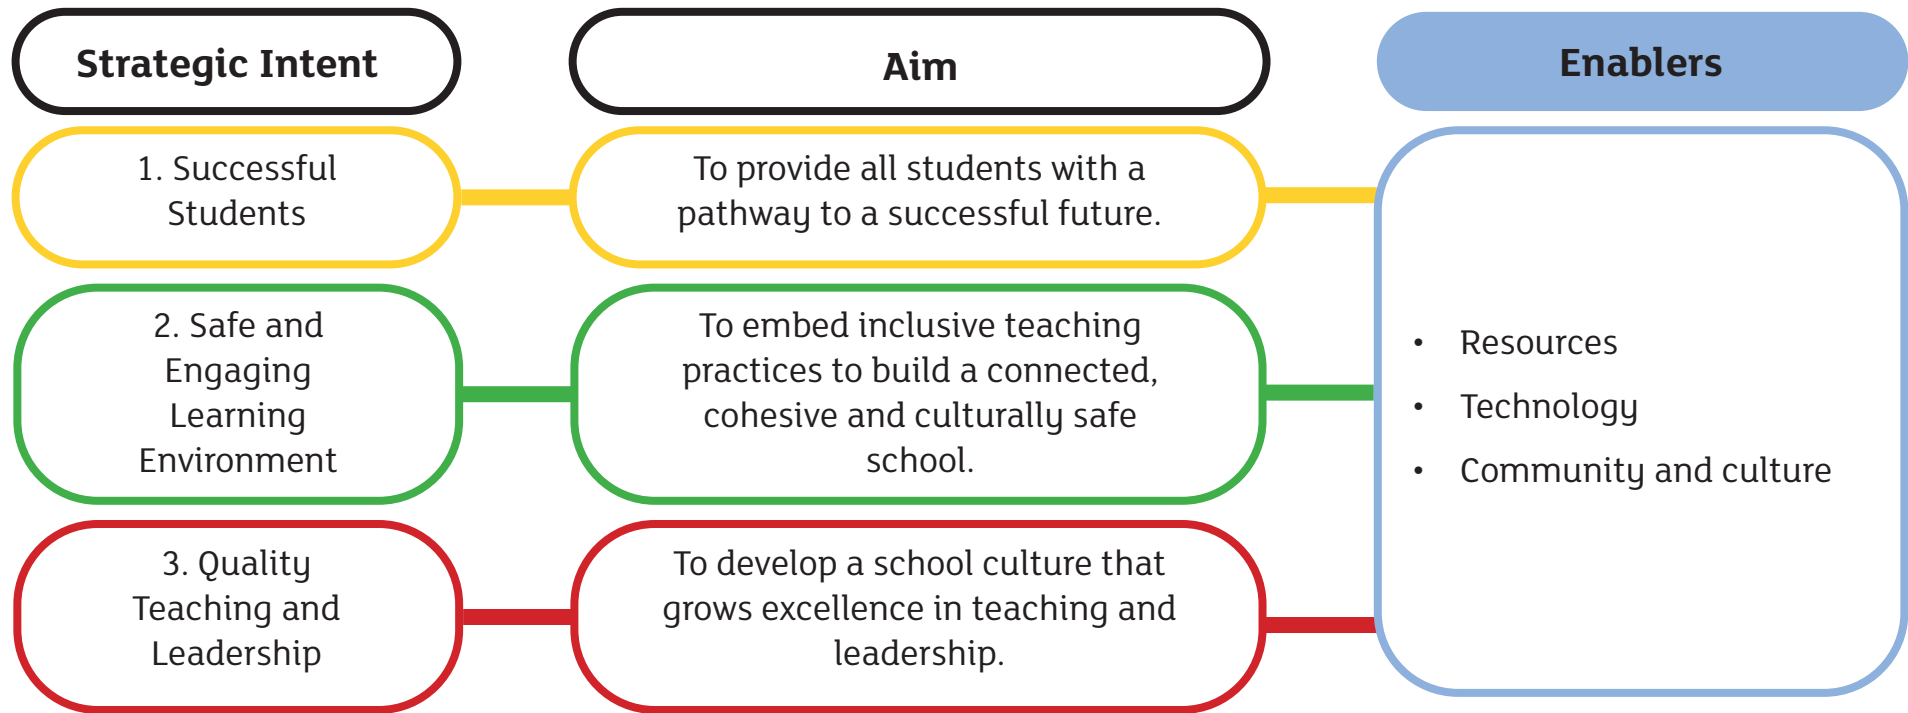 Strategic Intent
Aim
Enablers
1. Successful
Students
To provide all students with a
pathway to a successful future.
2. Safe and
Engaging
Learning
Environment
To embed inclusive teaching
practices to build a connected,
cohesive and culturally safe
school.
3. Quality
Teaching and
Leadership
To develop a school culture that
grows excellence in teaching and
leadership.
• Resources
• Technology
• Community and culture